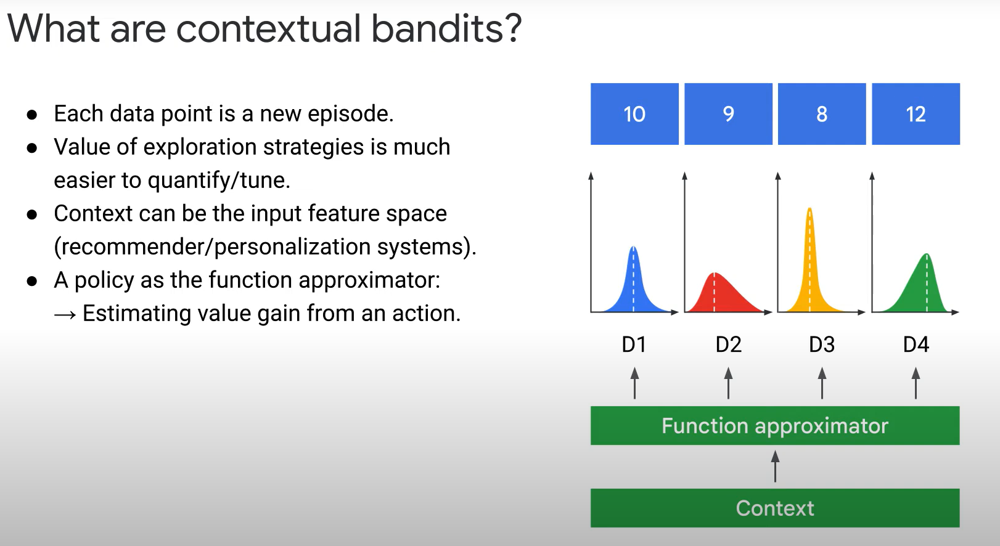 What are contextual bandits?
● Each data point is a new episode.
● Value of exploration strategies is much
easier to quantify/tune.
● Context can be the input feature space
(recommender/personalization systems).
● A policy as the function approximator:
→ Estimating value gain from an action.
10 9 8 12
D1 D2 D3 D4
Function approximator
Context